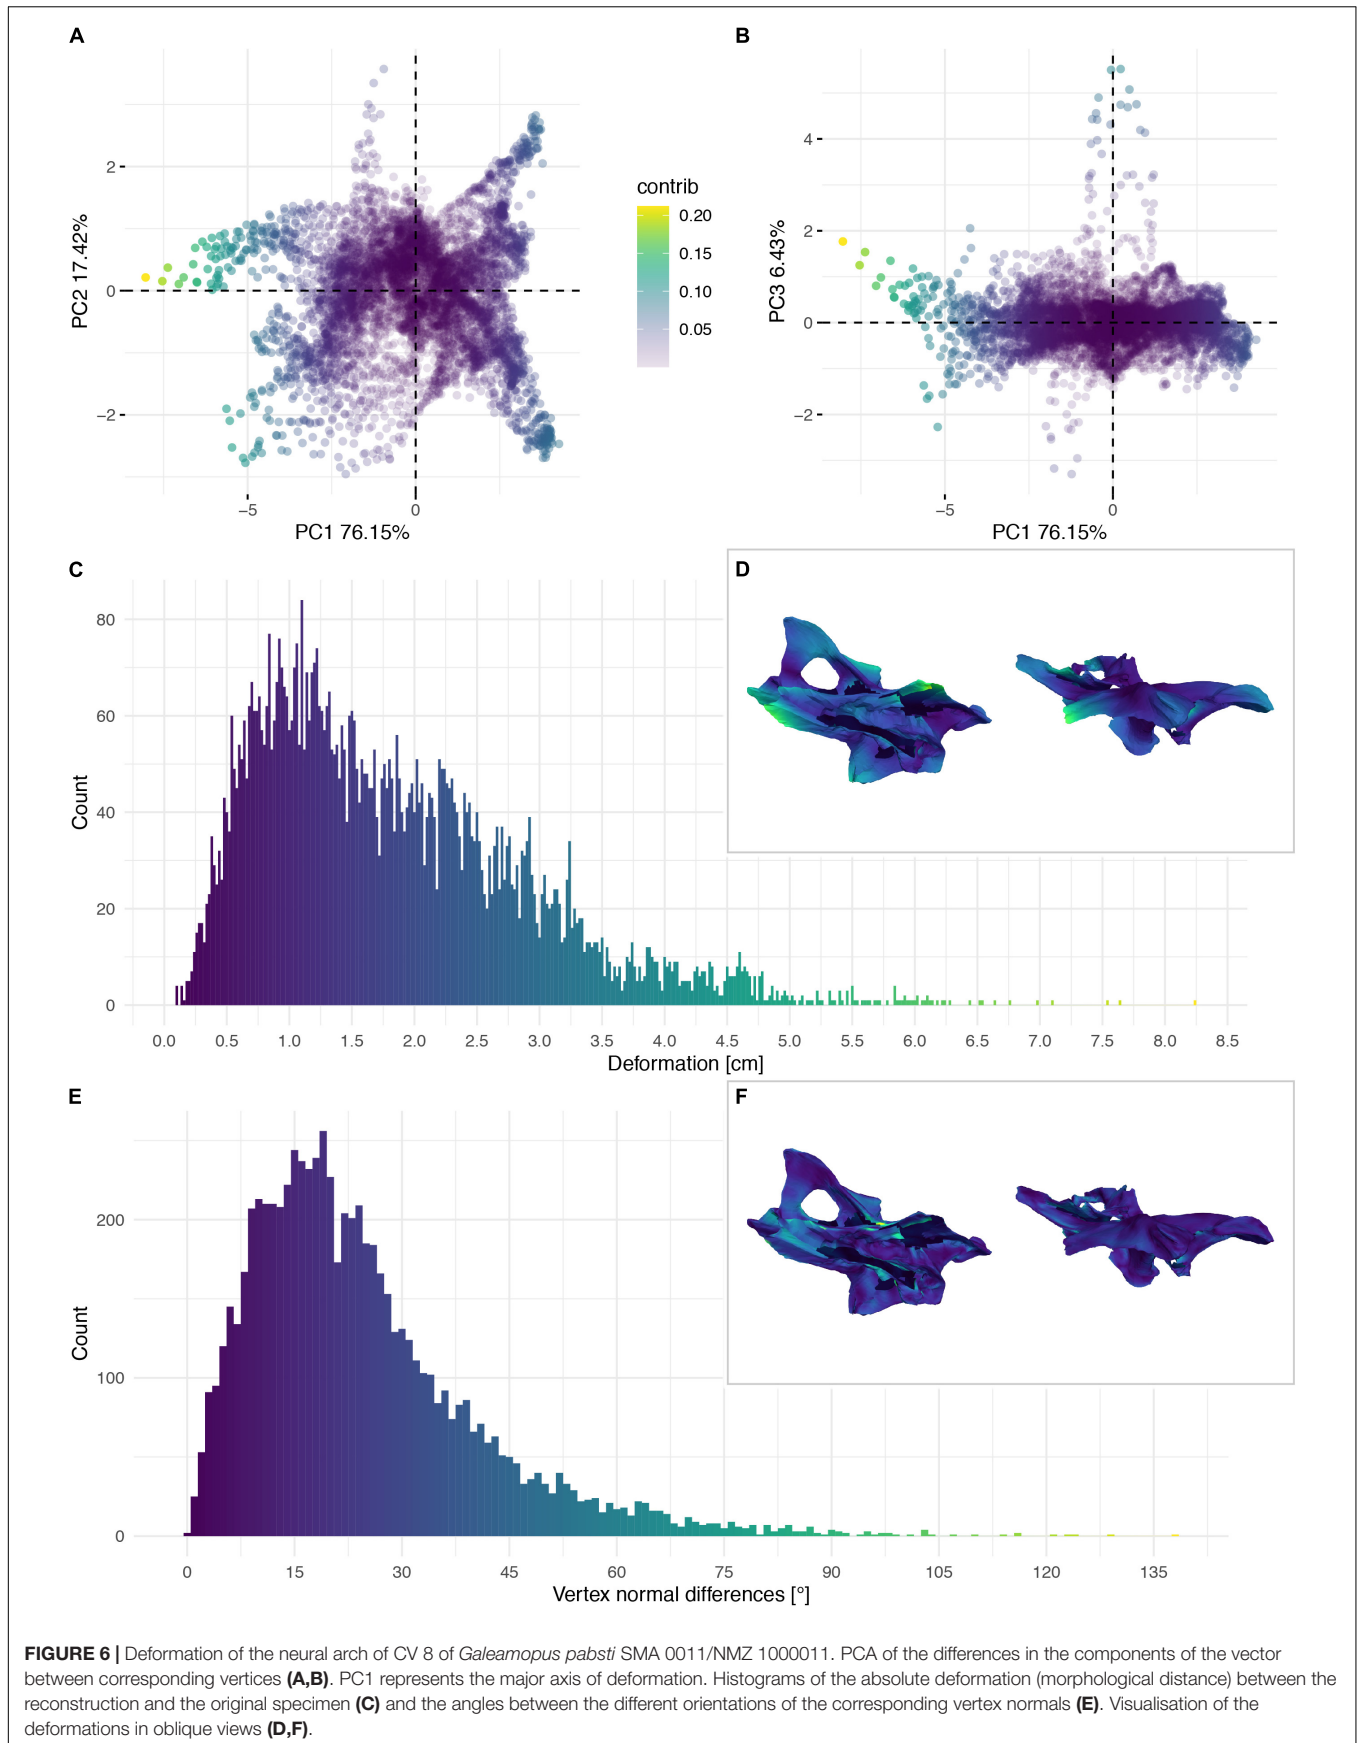 A
B
2
0
−2
PC2 17.42%
−5
0
PC1 76.15%
contrib
0.20
0.15
0.10
0.05
4
2
0
−2
PC3 6.43%
−5
0
PC1 76.15%
C
D
80
60
40
20
0
Count
0.0 0.5 1.0 1.5 2.0 2.5 3.0 3.5 4.0 4.5 5.0 5.5 6.0 6.5 7.0 7.5 8.0 8.5
Deformation [cm]
E
F
200
100
0
Count
0 15 30 45 60 75 90 105 120 135
Vertex normal differences [°]
FIGURE 6 | Deformation of the neural arch of CV 8 of Galeamopus pabsti SMA 0011/NMZ 1000011. PCA of the differences in the components of the vector
between corresponding vertices (A,B). PC1 represents the major axis of deformation. Histograms of the absolute deformation (morphological distance) between the
reconstruction and the original specimen (C) and the angles between the different orientations of the corresponding vertex normals (E). Visualisation of the
deformations in oblique views (D,F).